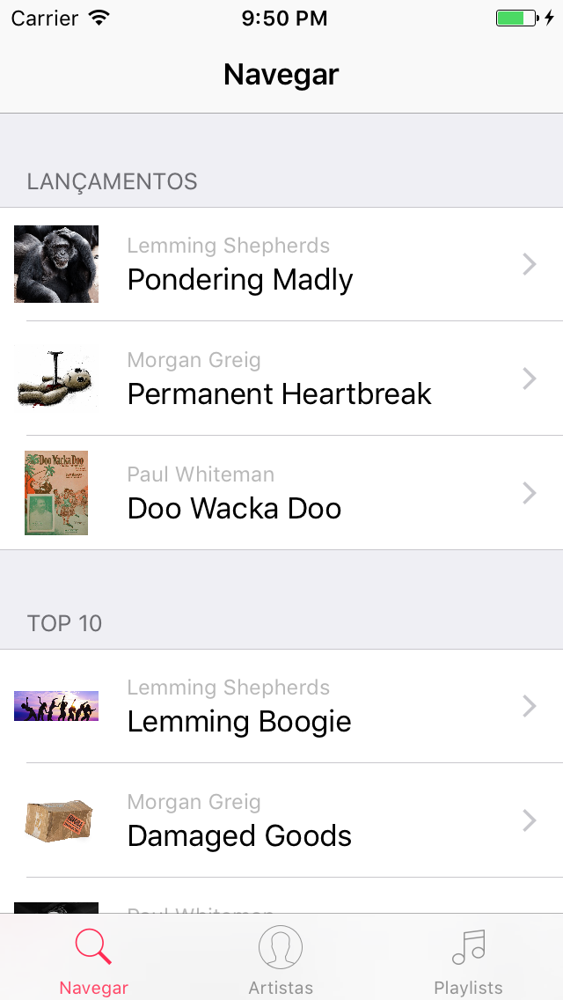 Carrier 9:50 PM
Navegar
LANÇAMENTOS
Lemming Shepherds
Pondering Madly
Morgan Greig
Permanent Heartbreak
Doo Wacka Doo
Paul Whiteman
Doo Wacka Doo
TOP 10
Lemming Shepherds
Lemming Boogie
Morgan Greig
Damaged Goods
Paul Whiteman
Navegar Artistas Playlists